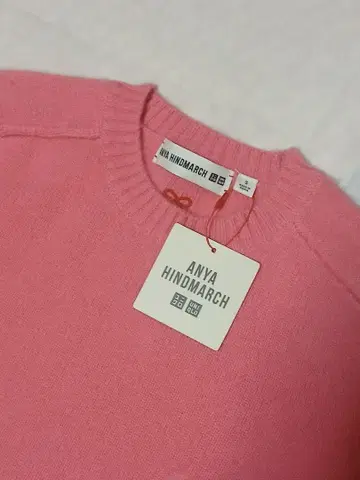 ANYA HINDMARCH
S
ANYA
HINDMARCH
ユニ
クロ
UNI
QLO